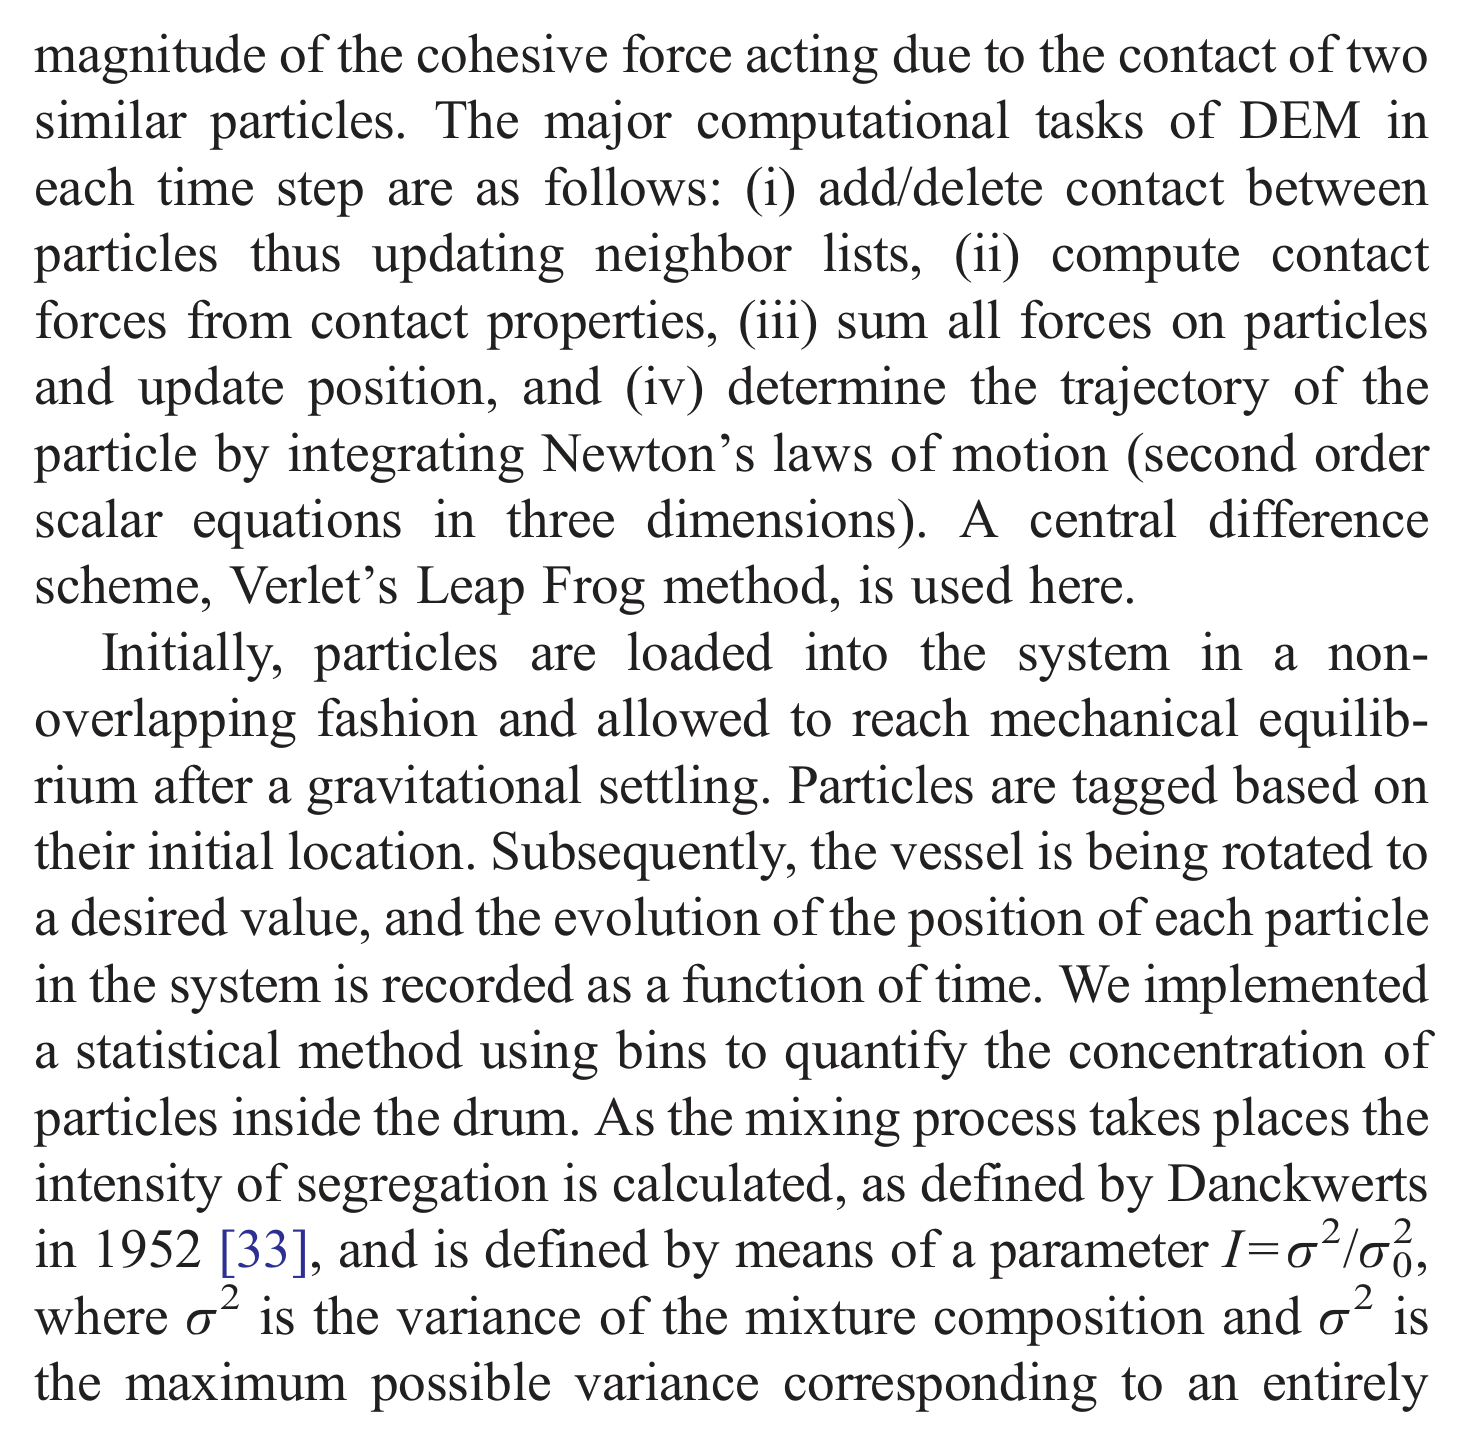 magnitude of the cohesive force acting due to the contact of two
similar particles. The major computational tasks of DEM in
each time step are as follows: (i) add/delete contact between
particles thus updating neighbor lists, (ii) compute contact
forces from contact properties, (iii) sum all forces on particles
and update position, and (iv) determine the trajectory of the
particle by integrating Newton’s laws of motion (second order
scalar equations in three dimensions). A central difference
scheme, Verlet’s Leap Frog method, is used here.
Initially, particles are loaded into the system in a non-
overlapping fashion and allowed to reach mechanical equilib-
rium after a gravitational settling. Particles are tagged based on
their initial location. Subsequently, the vessel is being rotated to
a desired value, and the evolution of the position of each particle
in the system is recorded as a function of time. We implemented
a statistical method using bins to quantify the concentration of
particles inside the drum. As the mixing process takes places the
intensity of segregation is calculated, as defined by Danckwerts
in 1952 [33], and is defined by means of a parameter I=σ²/σ₀²,
where σ² is the variance of the mixture composition and σ² is
the maximum possible variance corresponding to an entirely